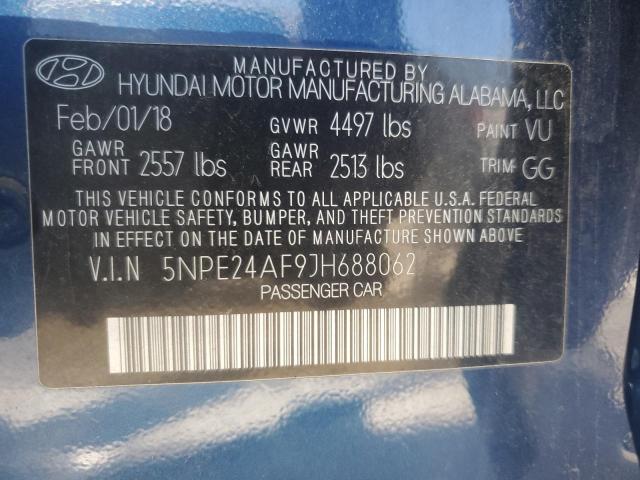 MANUFACTURED BY
HYUNDAI MOTOR MANUFACTURING ALABAMA, LLC
Feb/01/18 GVWR 4497 lbs PAINT VU
GAWR FRONT 2557 lbs GAWR REAR 2513 lbs TRIM GG
THIS VEHICLE CONFORMS TO ALL APPLICABLE U.S.A. FEDERAL
MOTOR VEHICLE SAFETY, BUMPER, AND THEFT PREVENTION STANDARDS
IN EFFECT ON THE DATE OF MANUFACTURE SHOWN ABOVE.
V.I.N 5NPE24AF9JH688062
PASSENGER CAR